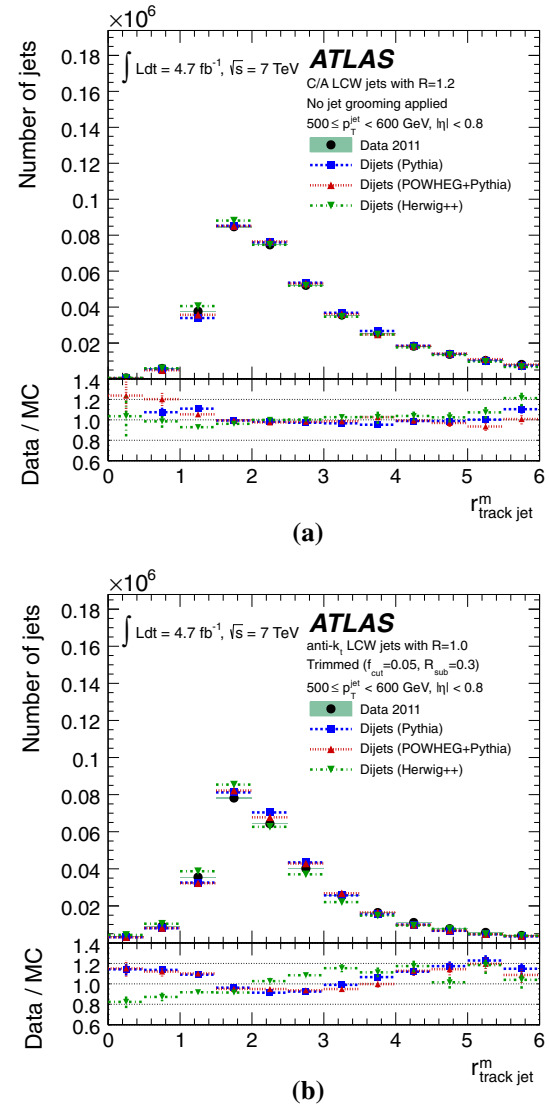 ×10⁶
Number of jets
0.18
0.16
0.14
0.12
0.1
0.08
0.06
0.04
0.02
∫ Ldt = 4.7 fb⁻¹, √s = 7 TeV
ATLAS
C/A LCW jets with R=1.2
No jet grooming applied
500 ≤ p_T^jet < 600 GeV, |η| < 0.8
Data 2011
Dijets (Pythia)
Dijets (POWHEG+Pythia)
Dijets (Herwig++)
Data / MC
1.4
1.2
1.0
0.8
0.6
0 1 2 3 4 5 6
r^m_track jet
(a)
×10⁶
Number of jets
0.18
0.16
0.14
0.12
0.1
0.08
0.06
0.04
0.02
∫ Ldt = 4.7 fb⁻¹, √s = 7 TeV
ATLAS
anti-k_t LCW jets with R=1.0
Trimmed (f_cut=0.05, R_sub=0.3)
500 ≤ p_T^jet < 600 GeV, |η| < 0.8
Data 2011
Dijets (Pythia)
Dijets (POWHEG+Pythia)
Dijets (Herwig++)
Data / MC
1.4
1.2
1.0
0.8
0.6
0 1 2 3 4 5 6
r^m_track jet
(b)